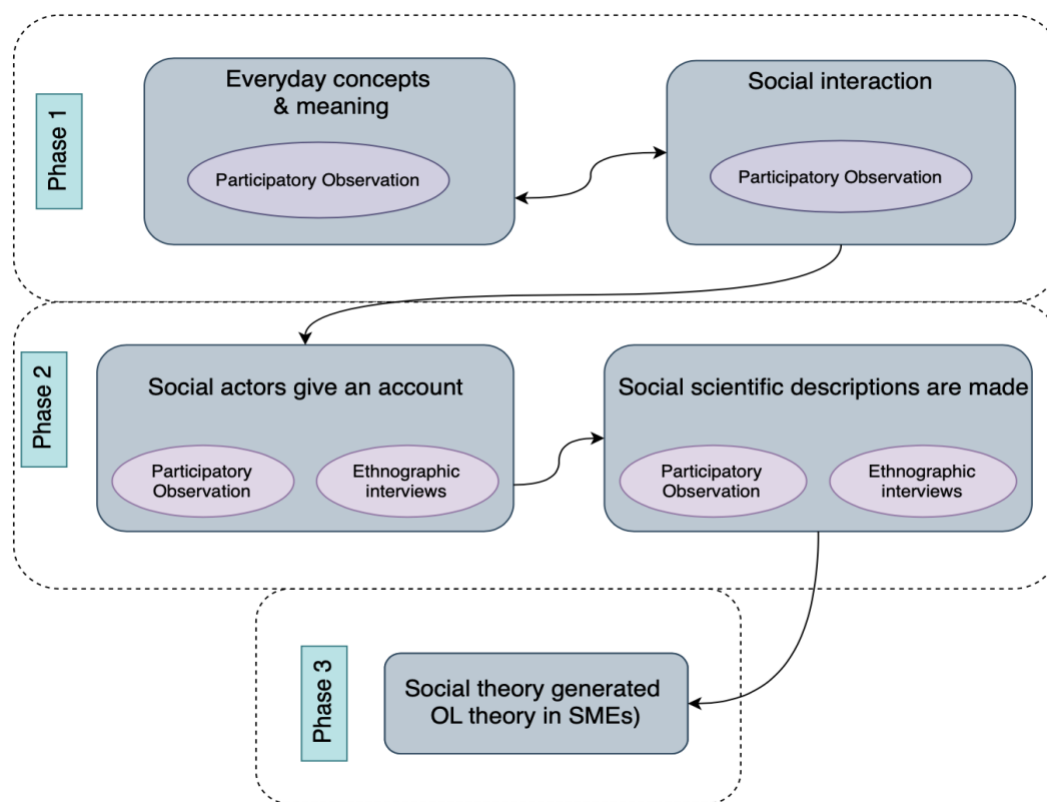 Phase 1
Everyday concepts
& meaning
Participatory Observation
Social interaction
Participatory Observation
Phase 2
Social actors give an account
Participatory
Observation
Ethnographic
interviews
Social scientific descriptions are made
Participatory
Observation
Ethnographic
interviews
Phase 3
Social theory generated
OL theory in SMEs)